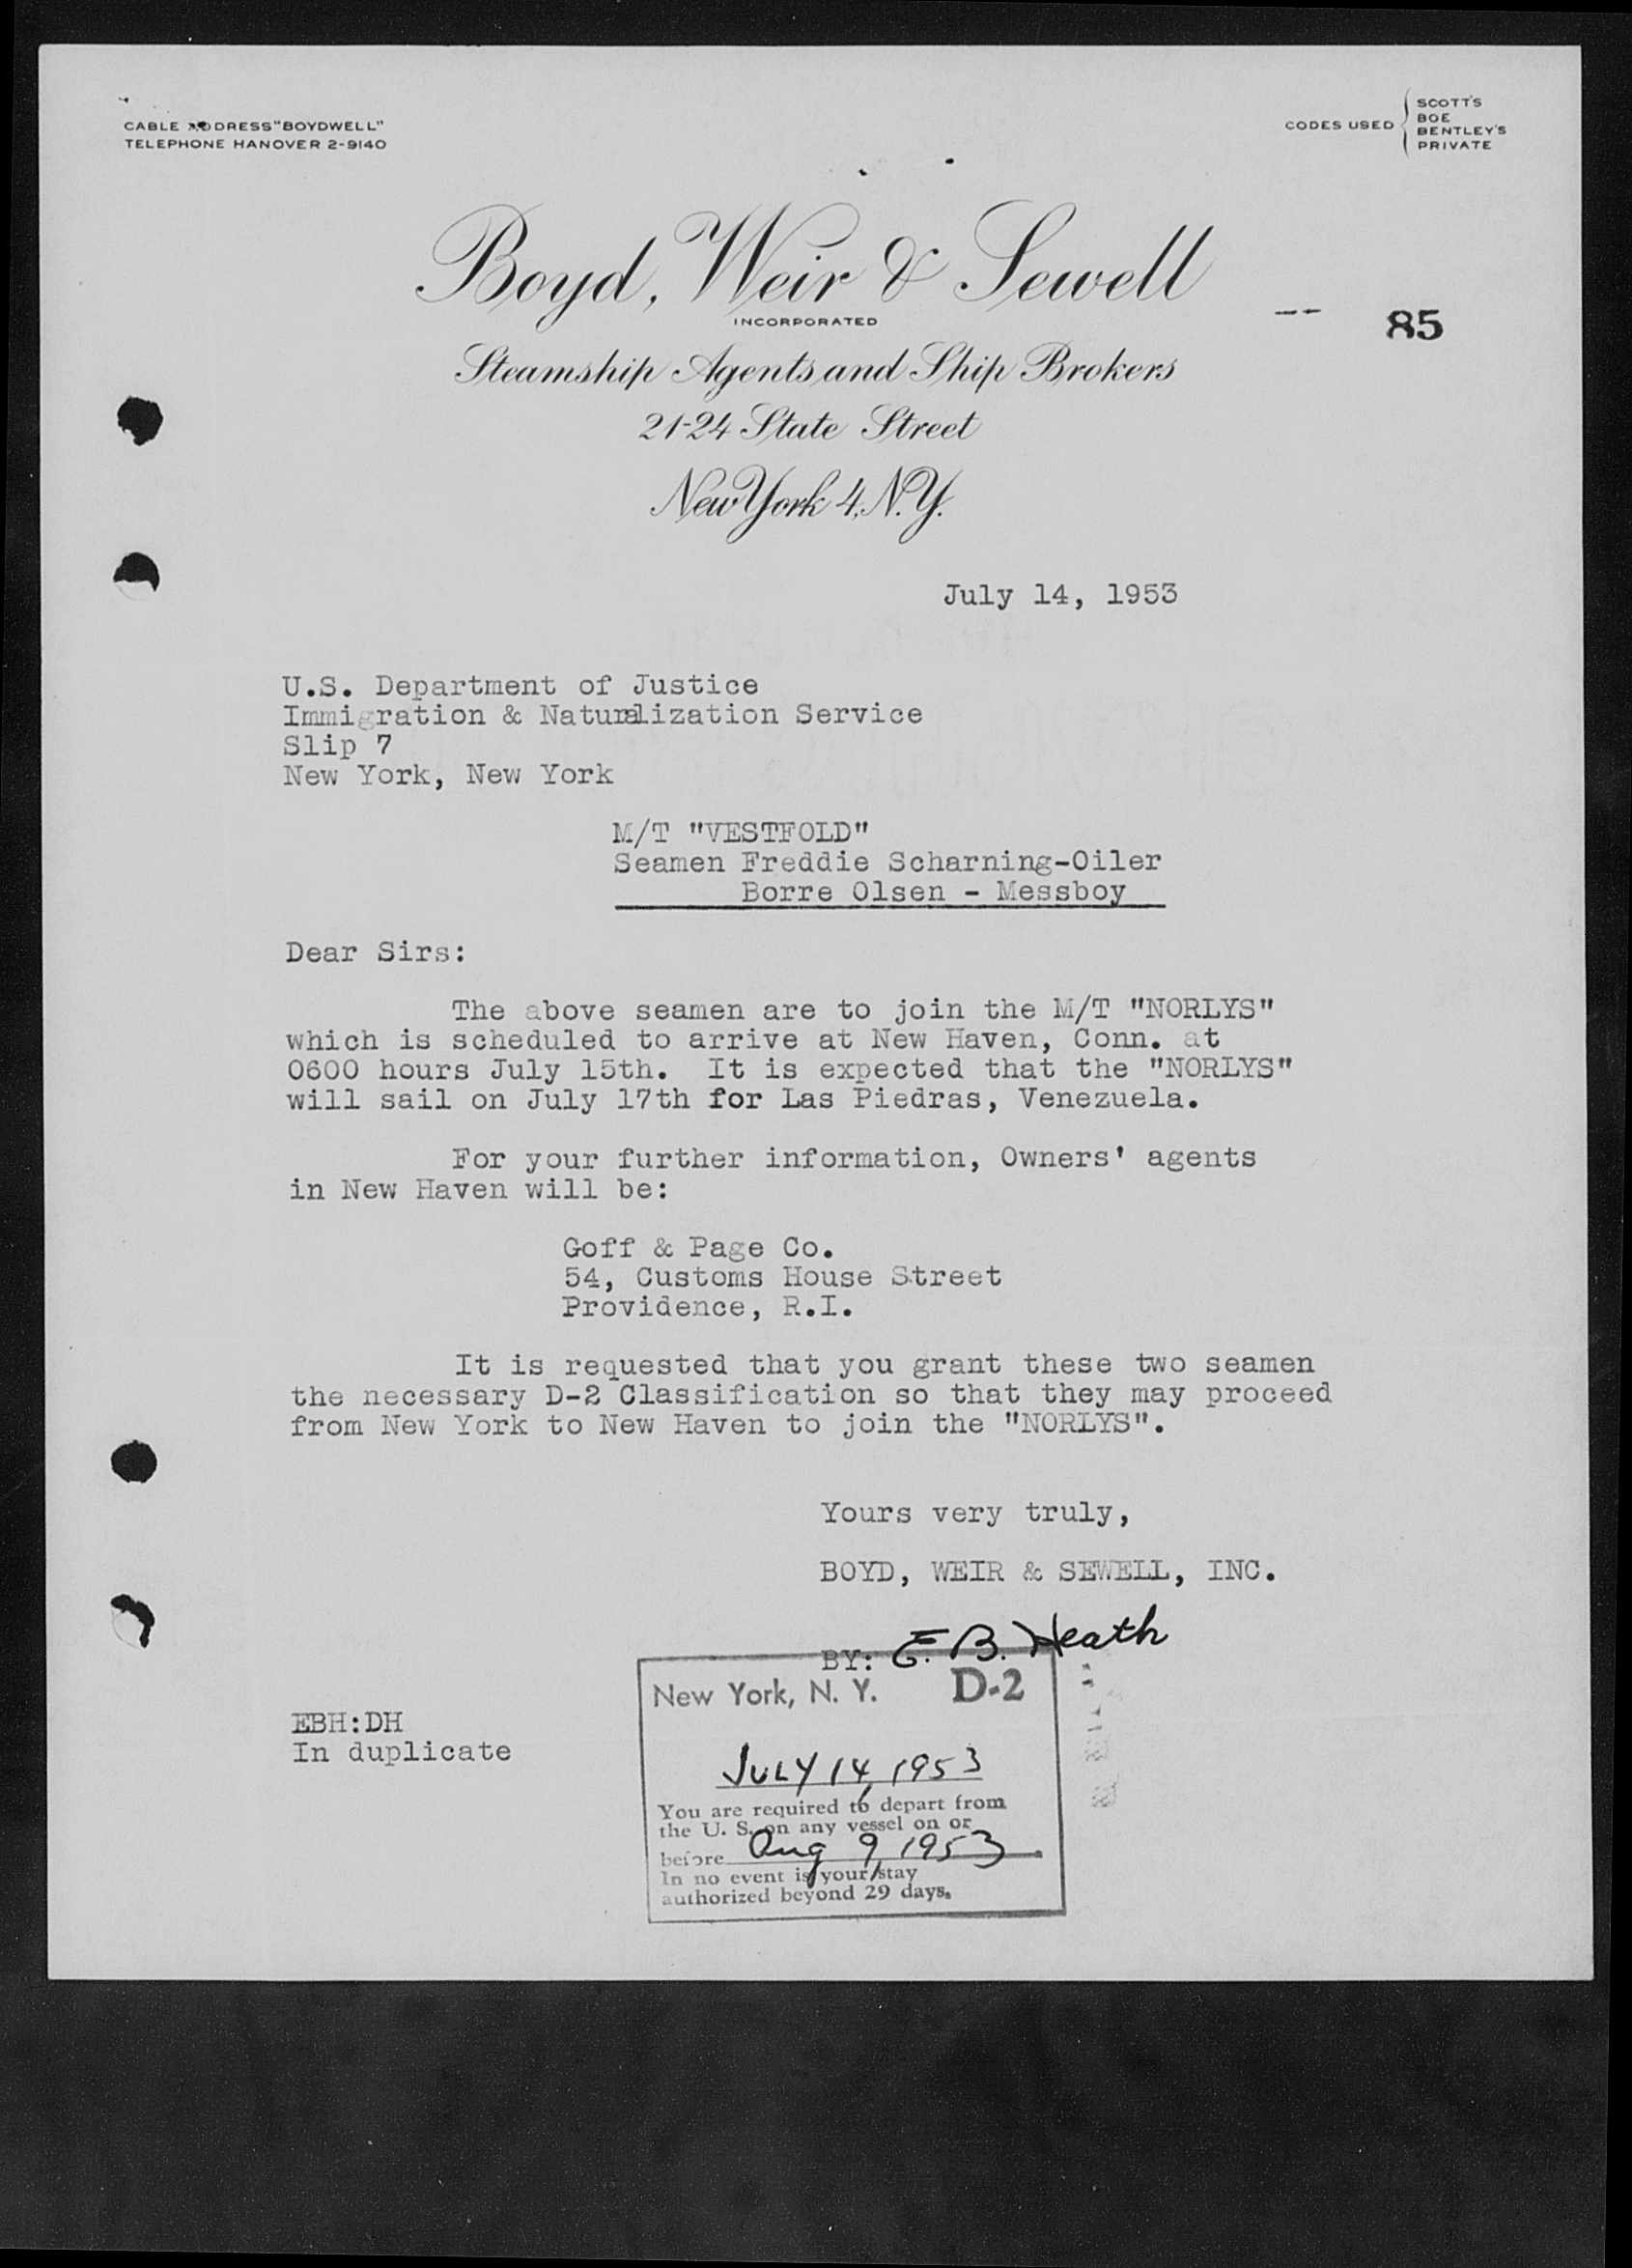 CABLE ADDRESS "BOYDWELL"
TELEPHONE HANOVER 2-9140
CODES USED
SCOTT'S
BOE
BENTLEY'S
PRIVATE
Boyd, Weir & Sewell
INCORPORATED
85
Steamship Agents and Ship Brokers
21-24 State Street
New York 4, N.Y.
July 14, 1953
U.S. Department of Justice
Immigration & Naturalization Service
Slip 7
New York, New York
M/T "VESTFOLD"
Seamen Freddie Scharning-Oiler
Borre Olsen - Messboy
Dear Sirs:
The above seamen are to join the M/T "NORLYS"
which is scheduled to arrive at New Haven, Conn. at
0600 hours July 15th. It is expected that the "NORLYS"
will sail on July 17th for Las Piedras, Venezuela.
For your further information, Owners' agents
in New Haven will be:
Goff & Page Co.
54, Customs House Street
Providence, R.I.
It is requested that you grant these two seamen
the necessary D-2 Classification so that they may proceed
from New York to New Haven to join the "NORLYS".
Yours very truly,
BOYD, WEIR & SEWELL, INC.
BY: E. B. Heath
New York, N. Y. D-2
EBH:DH
In duplicate
JULY 14, 1953
You are required to depart from
the U. S. on any vessel on or
before Aug 9, 1953.
In no event is your stay
authorized beyond 29 days.